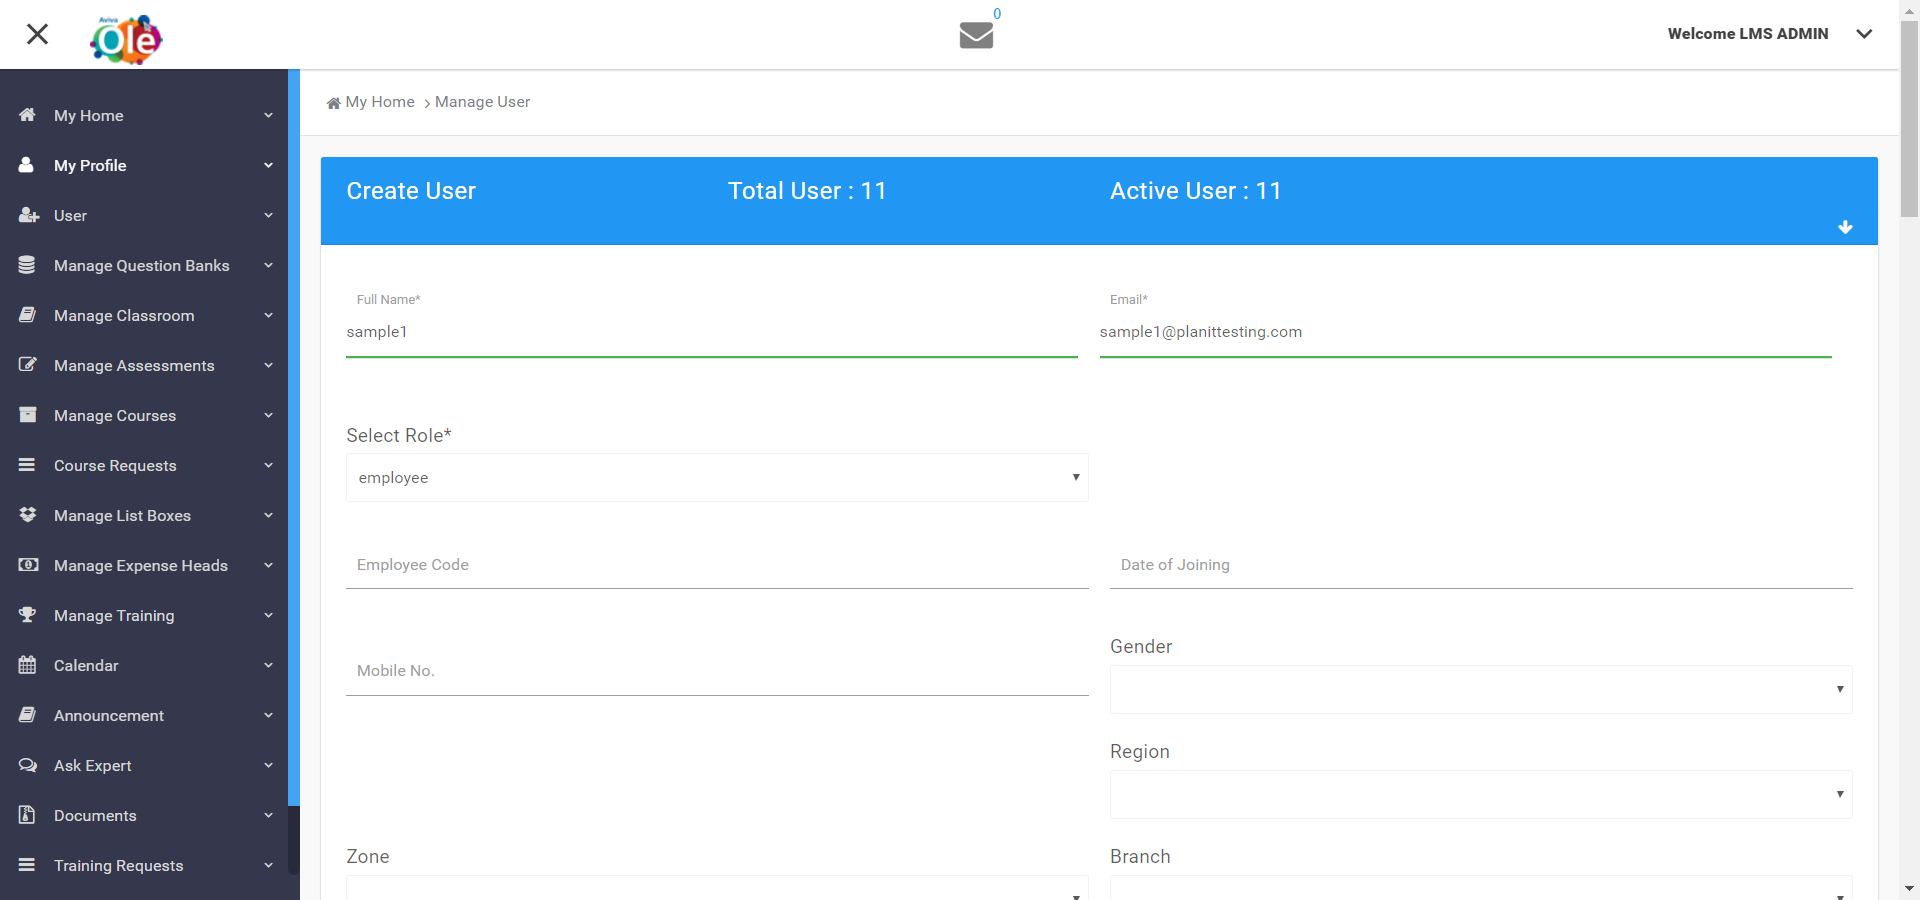 Aviva
Olé
0
Welcome LMS ADMIN
My Home
My Profile
User
Manage Question Banks
Manage Classroom
Manage Assessments
Manage Courses
Course Requests
Manage List Boxes
Manage Expense Heads
Manage Training
Calendar
Announcement
Ask Expert
Documents
Training Requests
My Home > Manage User
Create User Total User : 11 Active User : 11
Full Name* Email*
sample1 sample1@planittesting.com
Select Role*
employee
Employee Code Date of Joining
Gender
Mobile No.
Region
Zone Branch